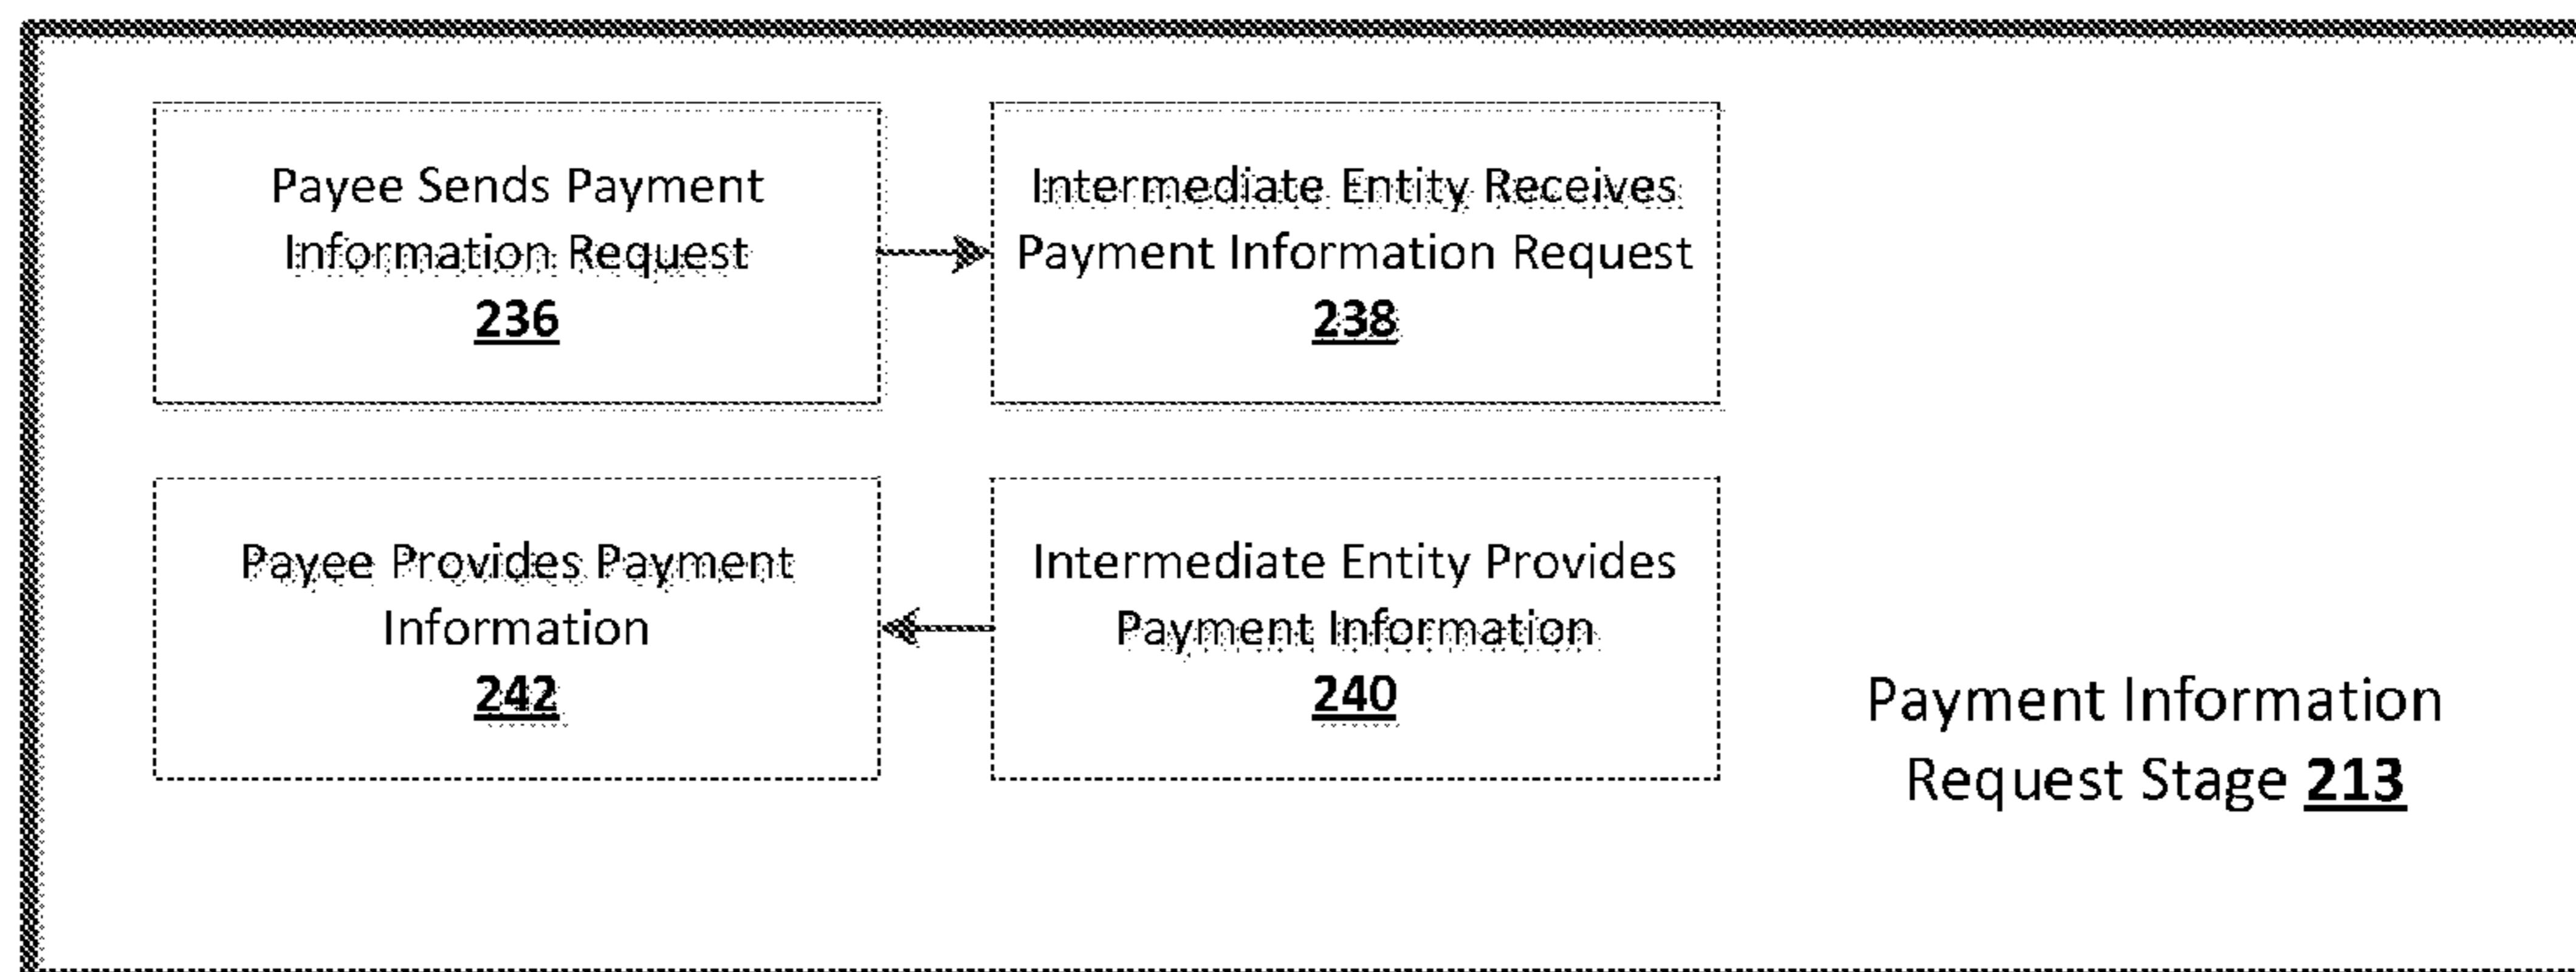 Payee Sends Payment
Information Request
236
Intermediate Entity Receives
Payment Information Request
238
Payee Provides Payment
Information
242
Intermediate Entity Provides
Payment Information
240
Payment Information
Request Stage 213